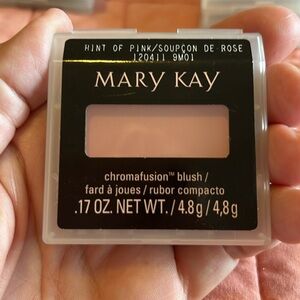 HINT OF PINK/SOUPÇON DE ROSE
120411 9M01
MARY KAY
chromafusion™ blush /
fard à joues / rubor compacto
.17 OZ. NET WT. / 4.8g / 4,8g